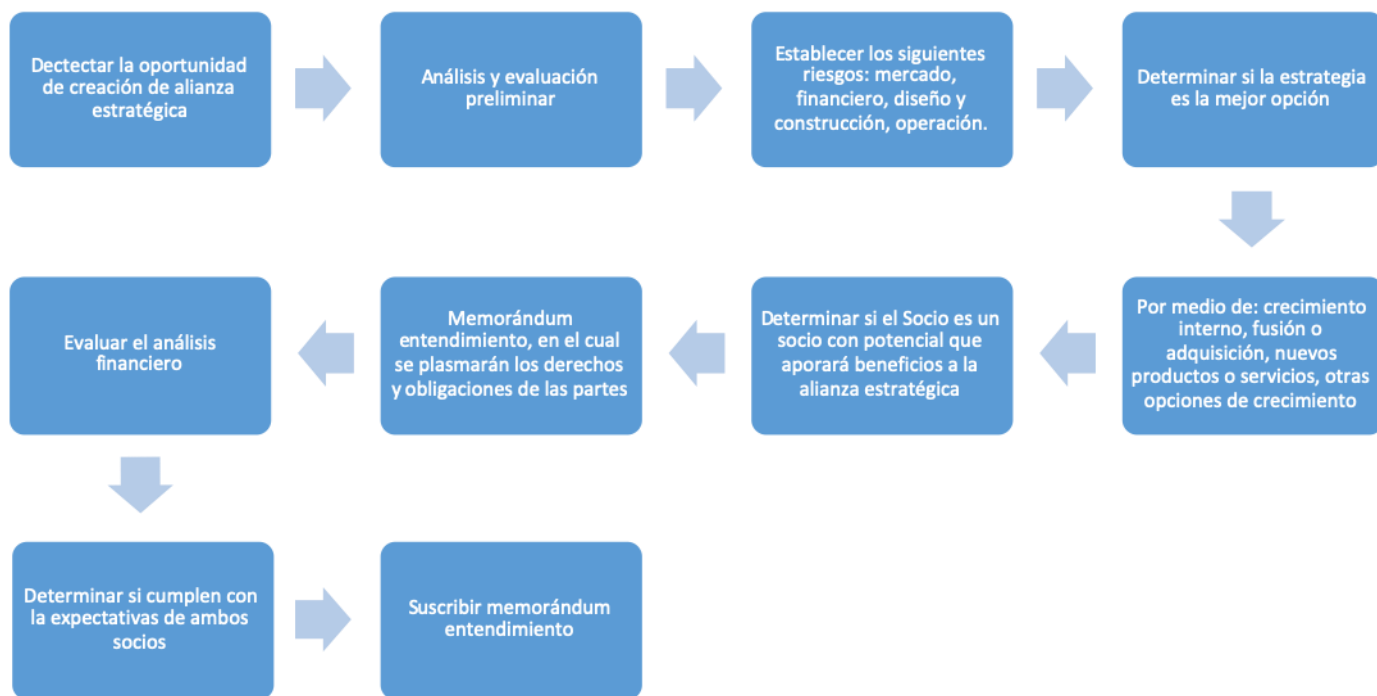 Dectectar la oportunidad
de creación de alianza
estratégica
Análisis y evaluación
preliminar
Establecer los siguientes
riesgos: mercado,
financiero, diseño y
construcción, operación.
Determinar si la estrategia
es la mejor opción
Por medio de: crecimiento
interno, fusión o
adquisición, nuevos
productos o servicios, otras
opciones de crecimiento
Determinar si el Socio es un
socio con potencial que
aporará beneficios a la
alianza estratégica
Memorándum
entendimiento, en el cual
se plasmarán los derechos
y obligaciones de las partes
Evaluar el análisis
financiero
Determinar si cumplen con
la expectativas de ambos
socios
Suscribir memorándum
entendimiento